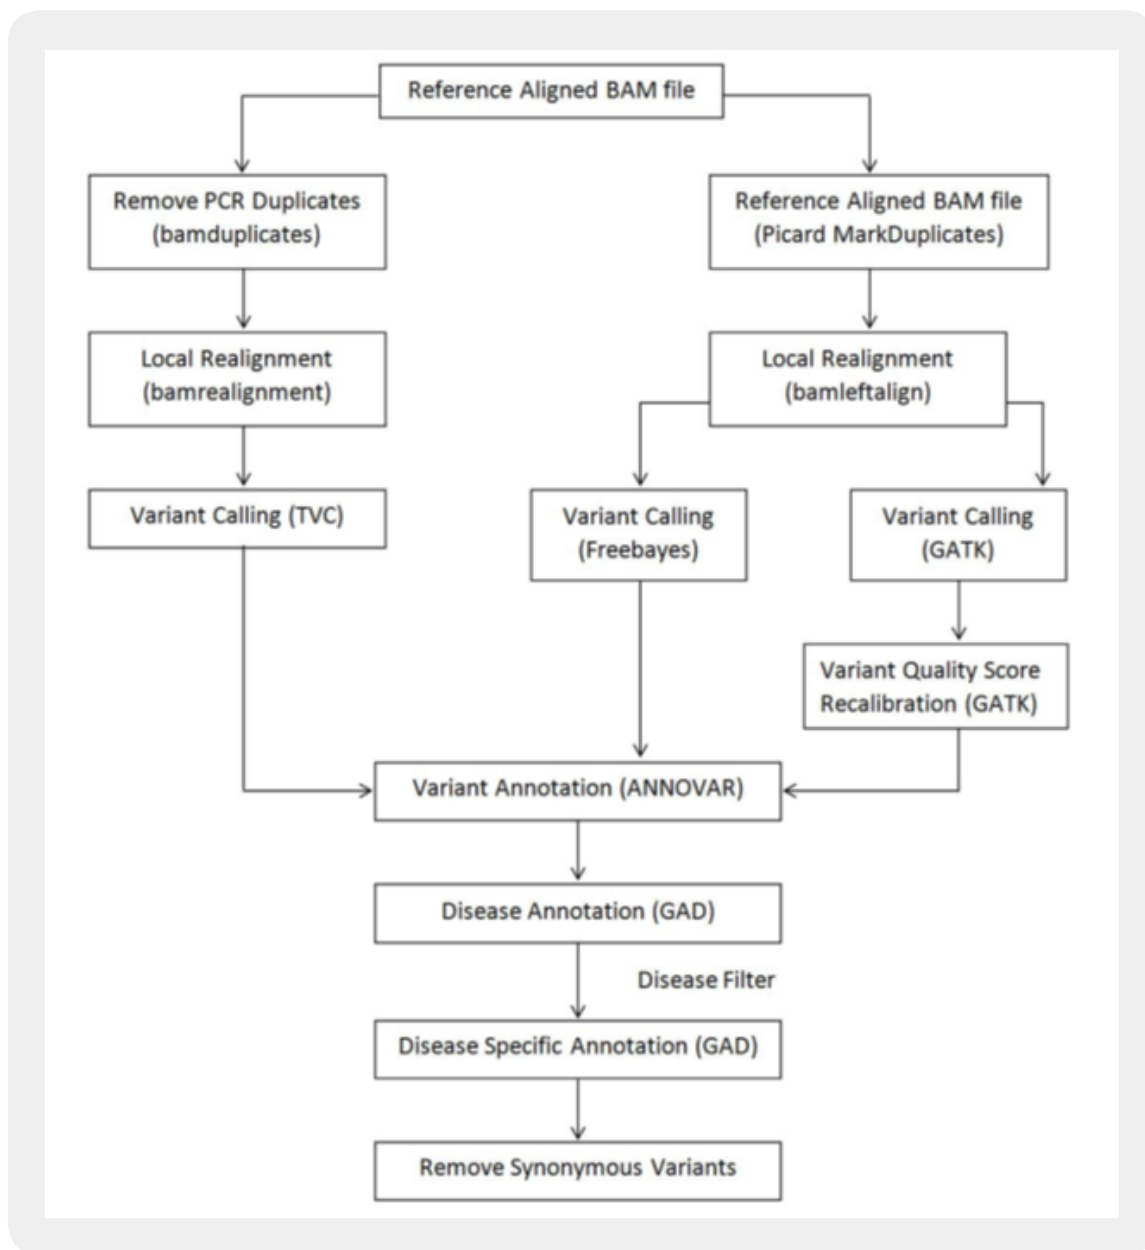 Reference Aligned BAM file
Remove PCR Duplicates
(bamduplicates)
Reference Aligned BAM file
(Picard MarkDuplicates)
Local Realignment
(bamrealignment)
Local Realignment
(bamleftalign)
Variant Calling (TVC)
Variant Calling
(Freebayes)
Variant Calling
(GATK)
Variant Quality Score
Recalibration (GATK)
Variant Annotation (ANNOVAR)
Disease Annotation (GAD)
Disease Filter
Disease Specific Annotation (GAD)
Remove Synonymous Variants